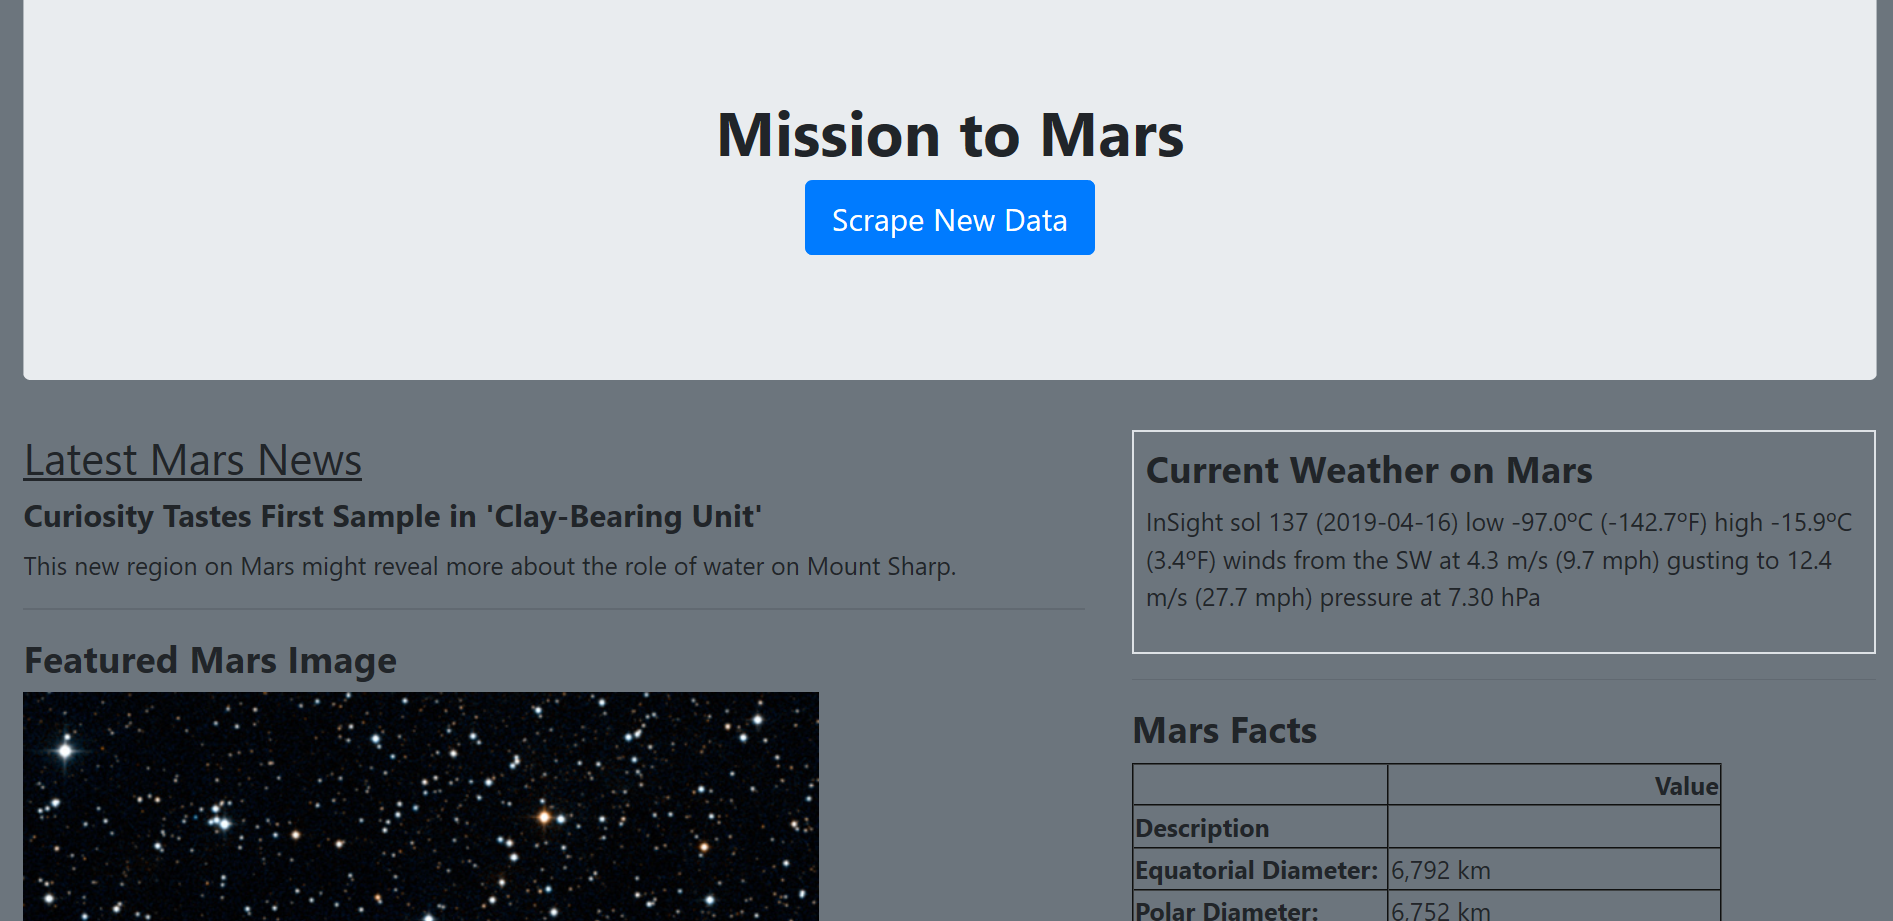 Mission to Mars
Scrape New Data
Latest Mars News
Curiosity Tastes First Sample in 'Clay-Bearing Unit'
This new region on Mars might reveal more about the role of water on Mount Sharp.
Featured Mars Image
Current Weather on Mars
InSight sol 137 (2019-04-16) low -97.0ºC (-142.7ºF) high -15.9ºC
(3.4ºF) winds from the SW at 4.3 m/s (9.7 mph) gusting to 12.4
m/s (27.7 mph) pressure at 7.30 hPa
Mars Facts
Value
Description
Equatorial Diameter: 6,792 km
Polar Diameter: 6,752 km